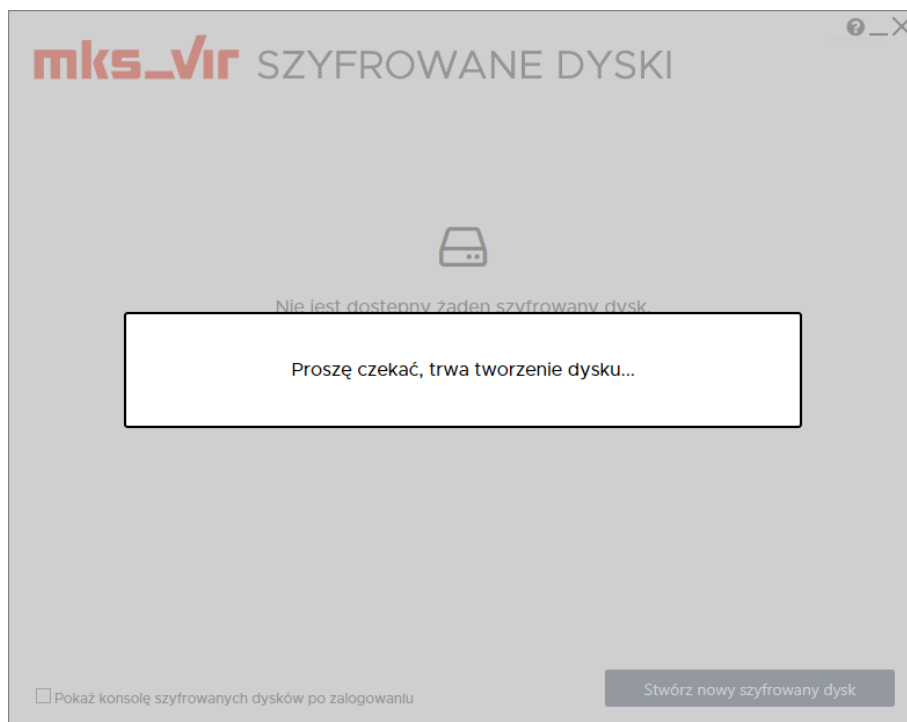 mks_vir SZYFROWANE DYSKI
Nie jest dostępny żaden szyfrowany dysk.
Proszę czekać, trwa tworzenie dysku...
Pokaż konsolę szyfrowanych dysków po zalogowaniu
Stwórz nowy szyfrowany dysk